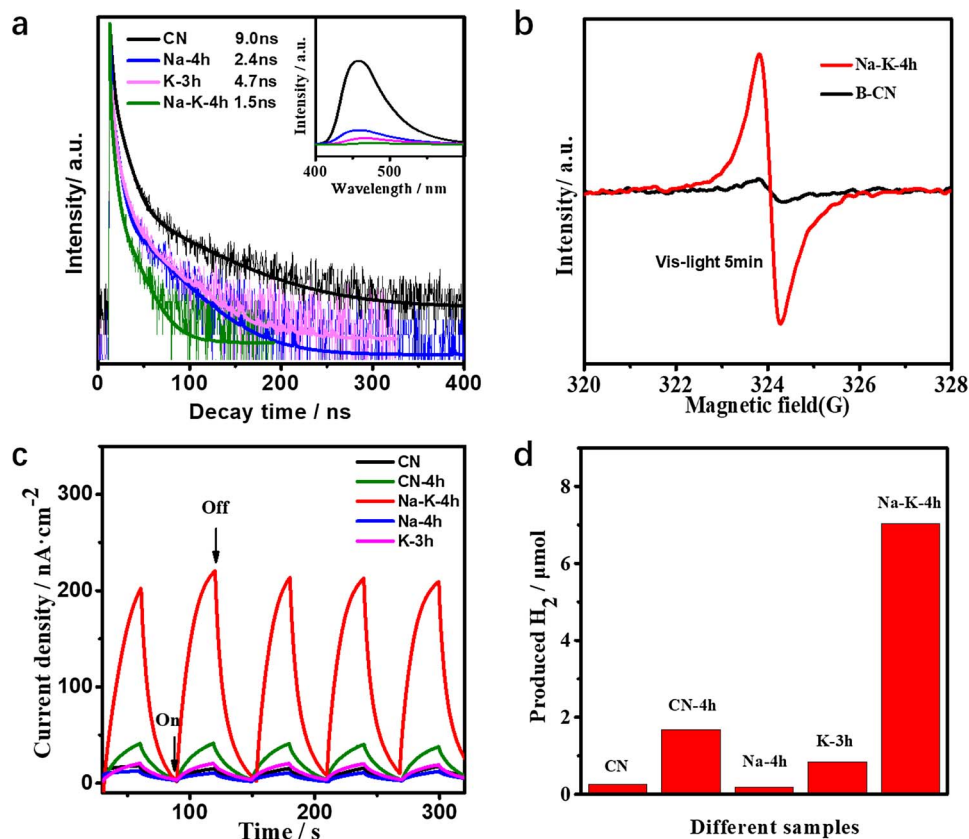 a
CN 9.0ns
Na-4h 2.4ns
K-3h 4.7ns
Na-K-4h 1.5ns
Intensity / a.u.
400 500
Wavelength / nm
Intensity/ a.u.
0 100 200 300 400
Decay time / ns
b
Na-K-4h
B-CN
Intensity/ a.u.
Vis-light 5min
320 322 324 326 328
Magnetic field(G)
c
CN
CN-4h
Na-K-4h
Na-4h
K-3h
Off
On
300
200
100
0
Current density / nA·cm-2
100 200 300
Time / s
d
Na-K-4h
CN-4h
K-3h
CN
Na-4h
8
6
4
2
0
Produced H2 / μmol
Different samples